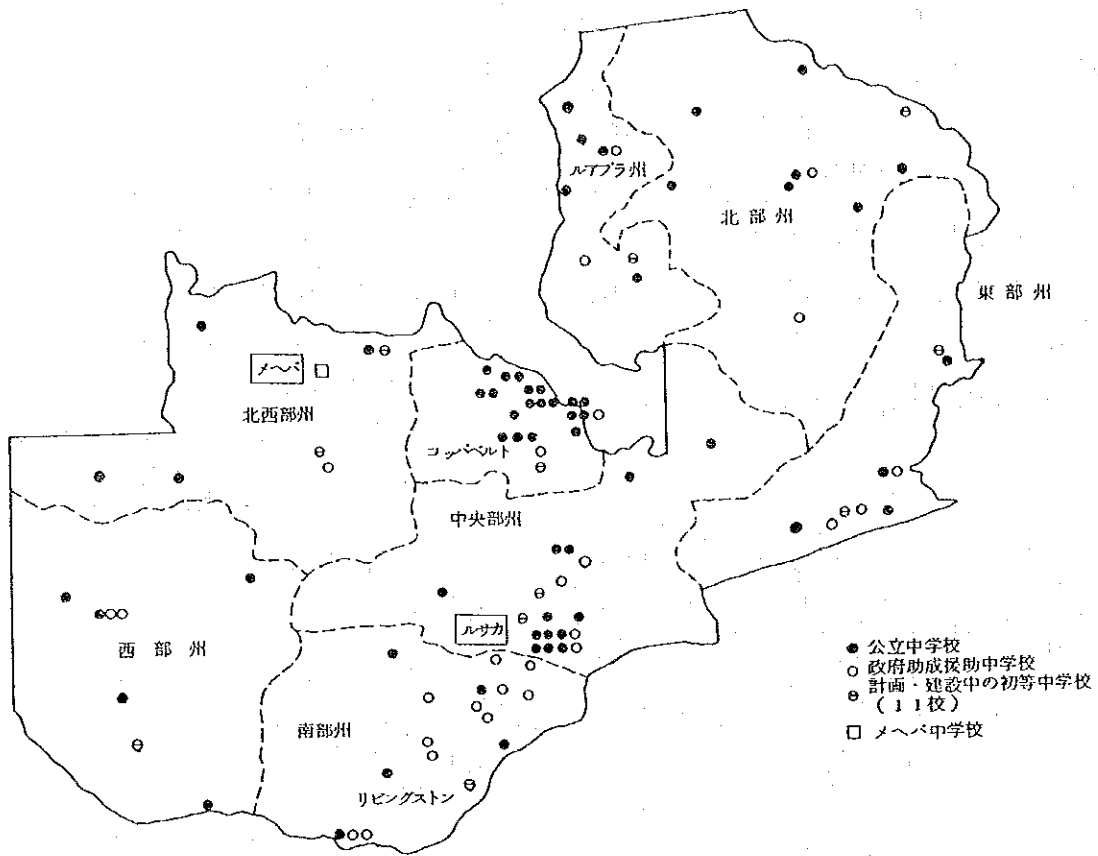 ルアプラ州
北部州
東部州
メヘバ
北西部州
コッパベルト
中央部州
ルサカ
西部州
南部州
リビングストン
● 公立中学校
○ 政府助成援助中学校
⊖ 計画・建設中の初等中学校
(11校)
□ メヘバ中学校